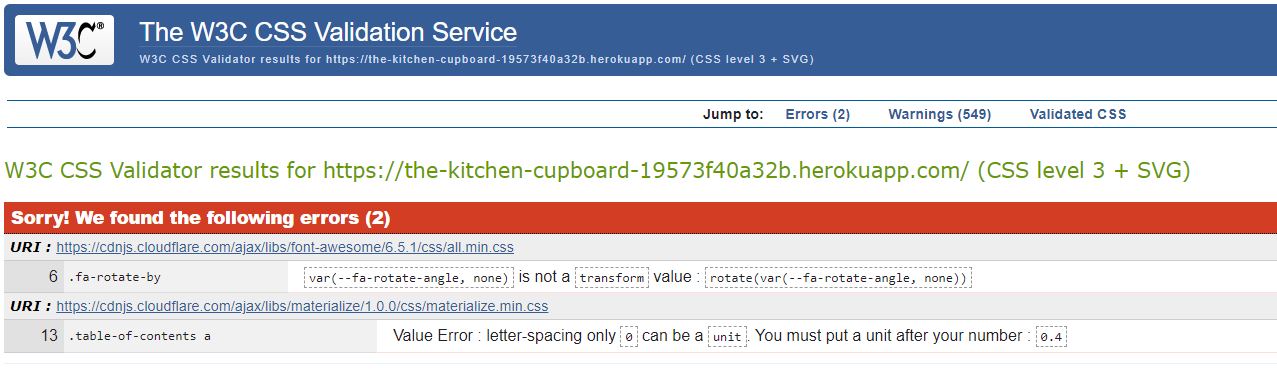 W3C®
The W3C CSS Validation Service
W3C CSS Validator results for https://the-kitchen-cupboard-19573f40a32b.herokuapp.com/ (CSS level 3 + SVG)
Jump to: Errors (2) Warnings (549) Validated CSS
W3C CSS Validator results for https://the-kitchen-cupboard-19573f40a32b.herokuapp.com/ (CSS level 3 + SVG)
Sorry! We found the following errors (2)
URI : https://cdnjs.cloudflare.com/ajax/libs/font-awesome/6.5.1/css/all.min.css
6 .fa-rotate-by var(--fa-rotate-angle, none) is not a transform value : rotate(var(--fa-rotate-angle, none))
URI : https://cdnjs.cloudflare.com/ajax/libs/materialize/1.0.0/css/materialize.min.css
13 .table-of-contents a Value Error : letter-spacing only 0 can be a unit. You must put a unit after your number : 0.4